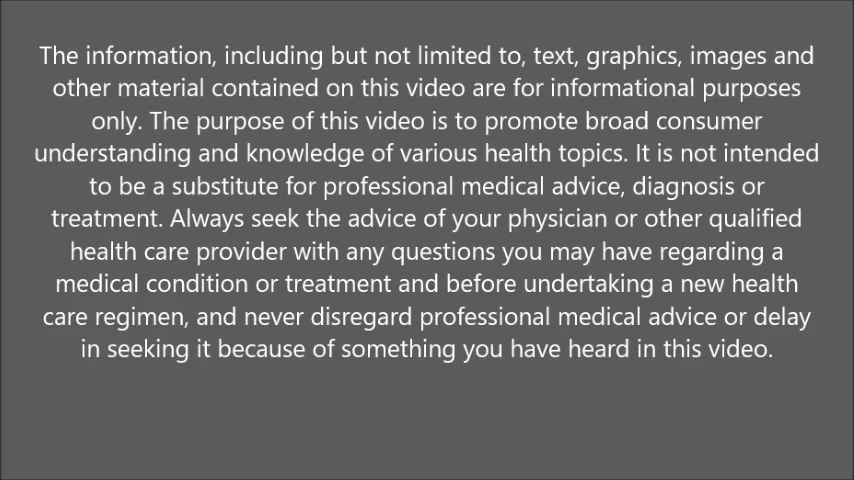 The information, including but not limited to, text, graphics, images and
other material contained on this video are for informational purposes
only. The purpose of this video is to promote broad consumer
understanding and knowledge of various health topics. It is not intended
to be a substitute for professional medical advice, diagnosis or
treatment. Always seek the advice of your physician or other qualified
health care provider with any questions you may have regarding a
medical condition or treatment and before undertaking a new health
care regimen, and never disregard professional medical advice or delay
in seeking it because of something you have heard in this video.